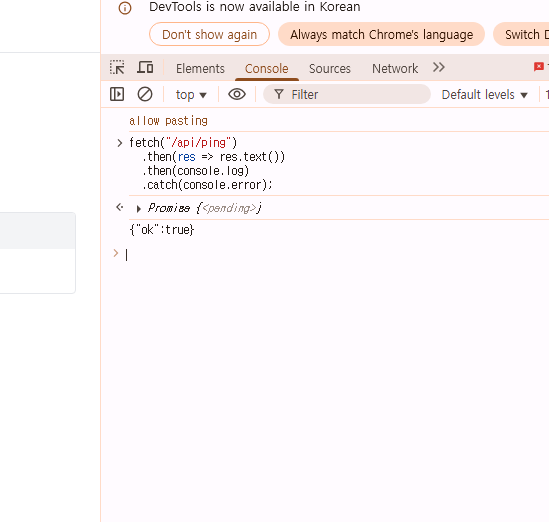 DevTools is now available in Korean
Don't show again Always match Chrome's language Switch D
Elements Console Sources Network
top Filter Default levels
allow pasting
fetch("/api/ping")
.then(res => res.text())
.then(console.log)
.catch(console.error);
Promise {<pending>}
{"ok":true}